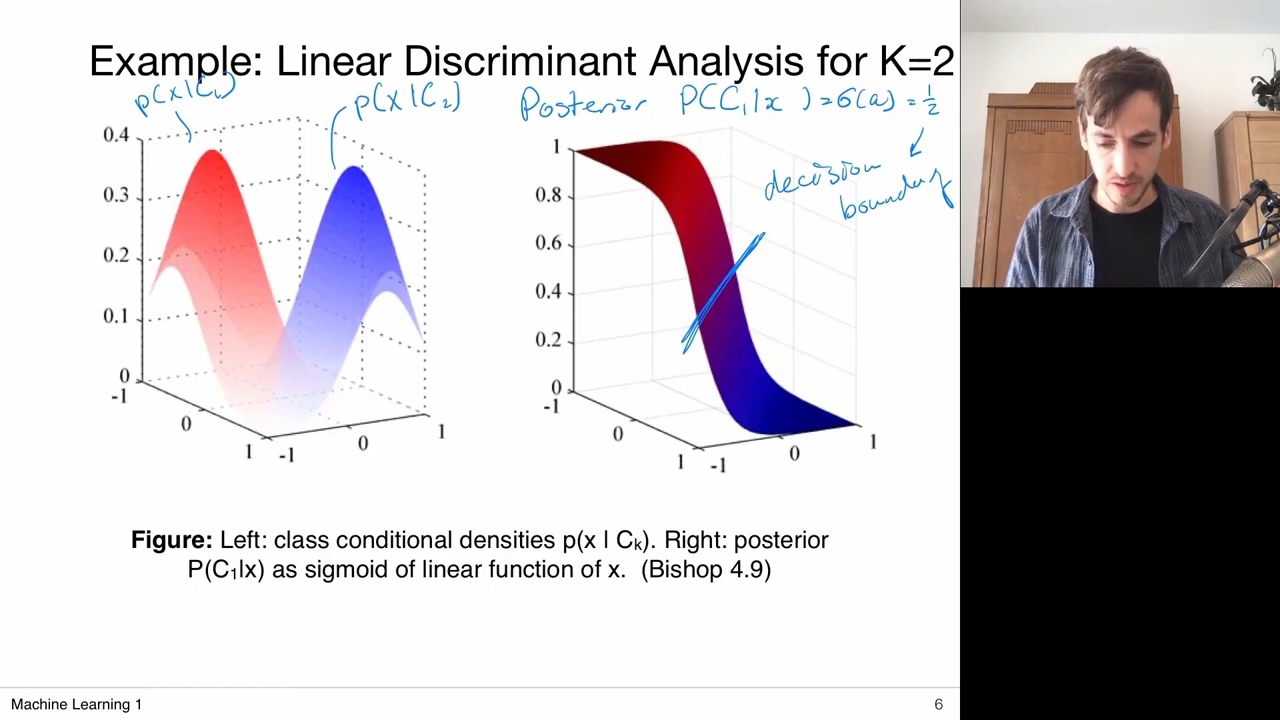 Example: Linear Discriminant Analysis for K=2
p(x|C₁)
p(x|C₂)
Posterior P(C₁|x) = σ(a) = 1/2
decision
boundary
0.4
0.3
0.2
0.1
0
-1
0
1
-1
0
1
1
0.8
0.6
0.4
0.2
0
-1
0
1
-1
0
1
Figure: Left: class conditional densities p(x | Cₖ). Right: posterior
P(C₁|x) as sigmoid of linear function of x. (Bishop 4.9)
Machine Learning 1
6